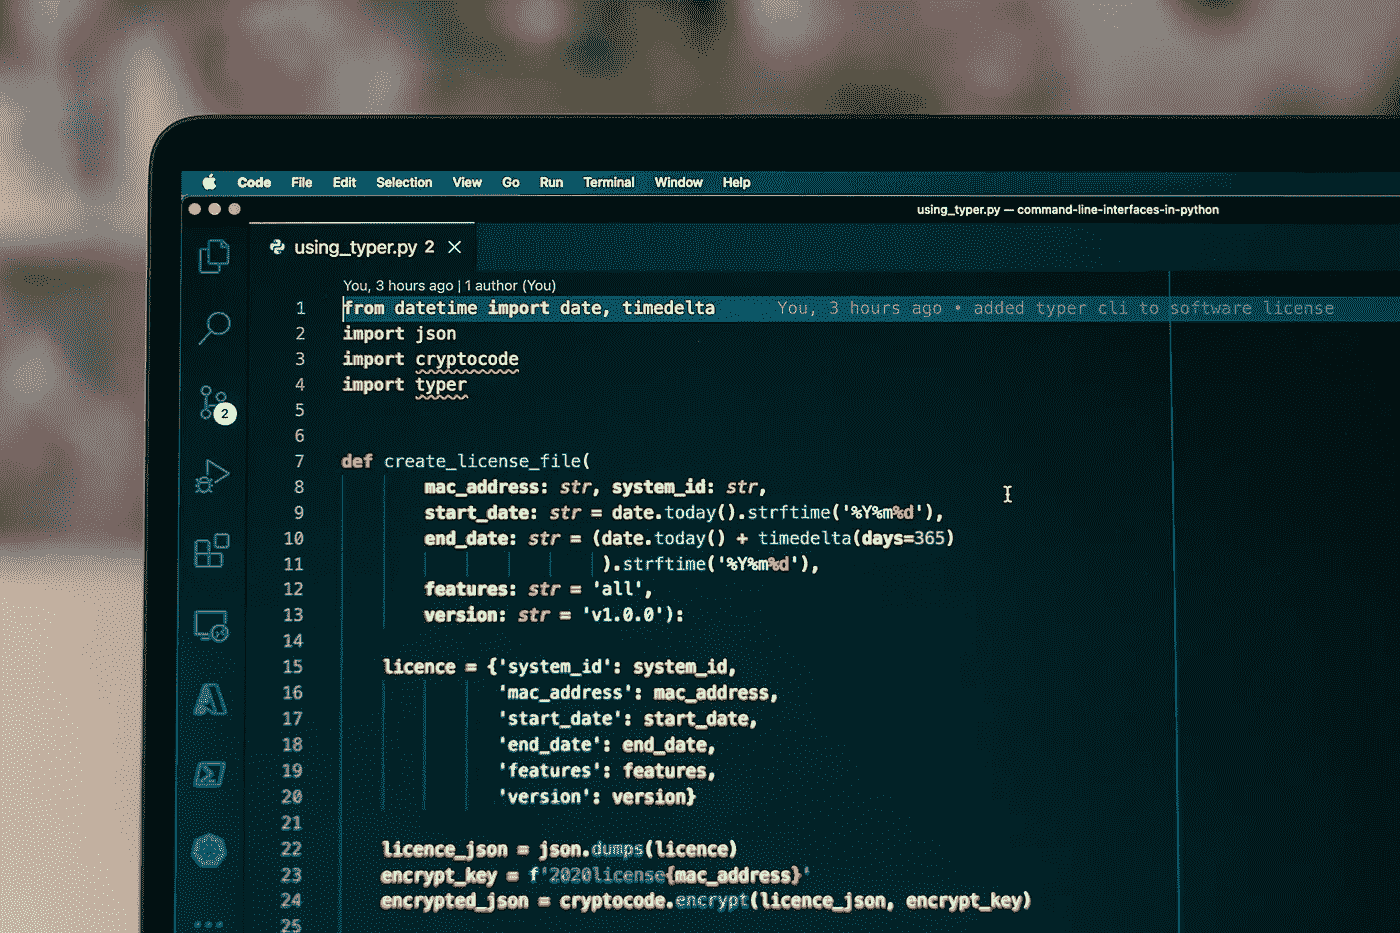 Code File Edit Selection View Go Run Terminal Window Help
using_typer.py — command-line-interfaces-in-python
using_typer.py 2
You, 3 hours ago | 1 author (You)
1 from datetime import date, timedelta You, 3 hours ago • added typer cli to software license
2 import json
3 import cryptocode
4 import typer
5
6
7 def create_license_file(
8 mac_address: str, system_id: str,
9 start_date: str = date.today().strftime('%Y%m%d'),
10 end_date: str = (date.today() + timedelta(days=365)
11 ).strftime('%Y%m%d'),
12 features: str = 'all',
13 version: str = 'v1.0.0'):
14
15 licence = {'system_id': system_id,
16 'mac_address': mac_address,
17 'start_date': start_date,
18 'end_date': end_date,
19 'features': features,
20 'version': version}
21
22 licence_json = json.dumps(licence)
23 encrypt_key = f'2020license{mac_address}'
24 encrypted_json = cryptocode.encrypt(licence_json, encrypt_key)
25
2